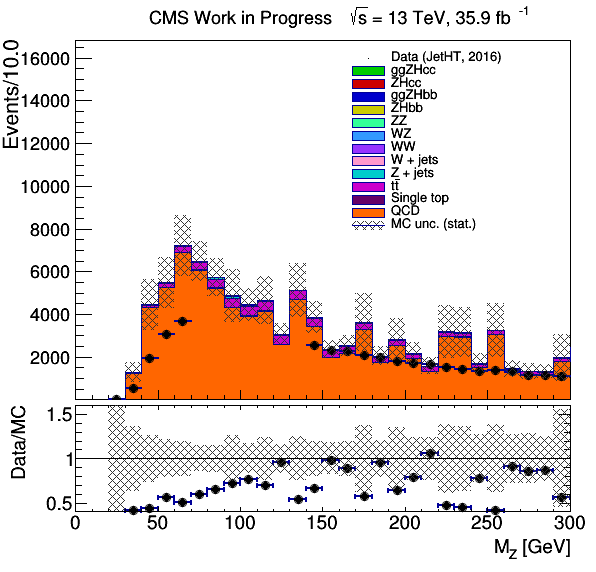 CMS Work in Progress √s = 13 TeV, 35.9 fb -1
Events/10.0
16000
14000
12000
10000
8000
6000
4000
2000
Data (JetHT, 2016)
ggZHcc
ZHcc
ggZHbb
ZHbb
ZZ
WZ
WW
W + jets
Z + jets
tt̄
Single top
QCD
MC unc. (stat.)
Data/MC
1.5
1
0.5
0 50 100 150 200 250 300
M_Z [GeV]